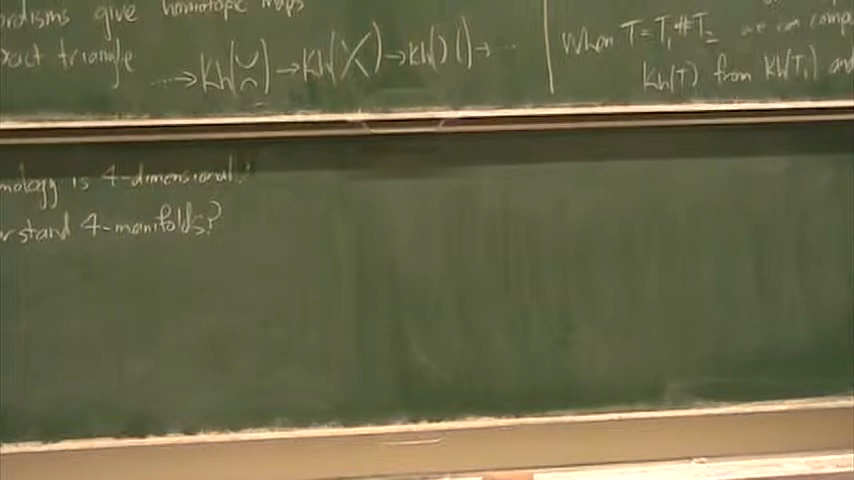 ordisms give homotopic maps
xact triangle
⋯→Kh(≍)→Kh(╳)→Kh()()→⋯
When T=T₁#T₂ we can compu
Kh(T) from Kh(T₁) and
mology is 4-dimensional.
rstand 4-manifolds?